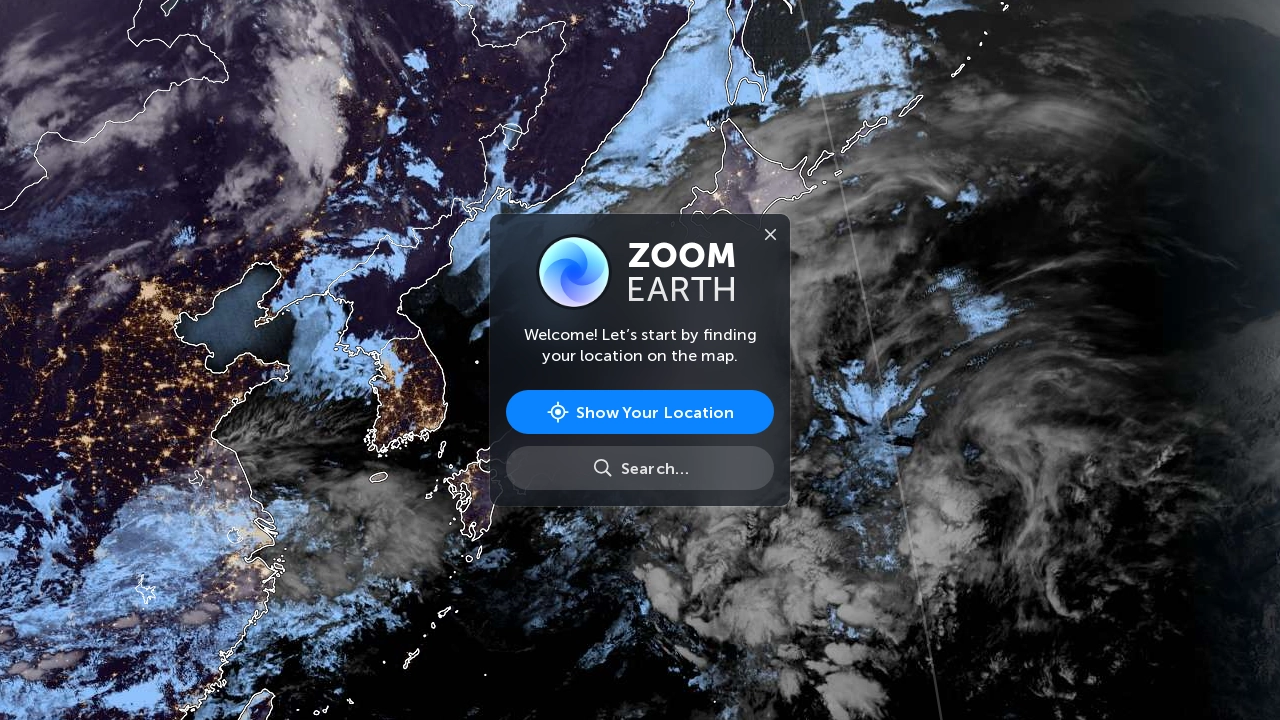 ZOOM
EARTH
Welcome! Let’s start by finding
your location on the map.
Show Your Location
Search...